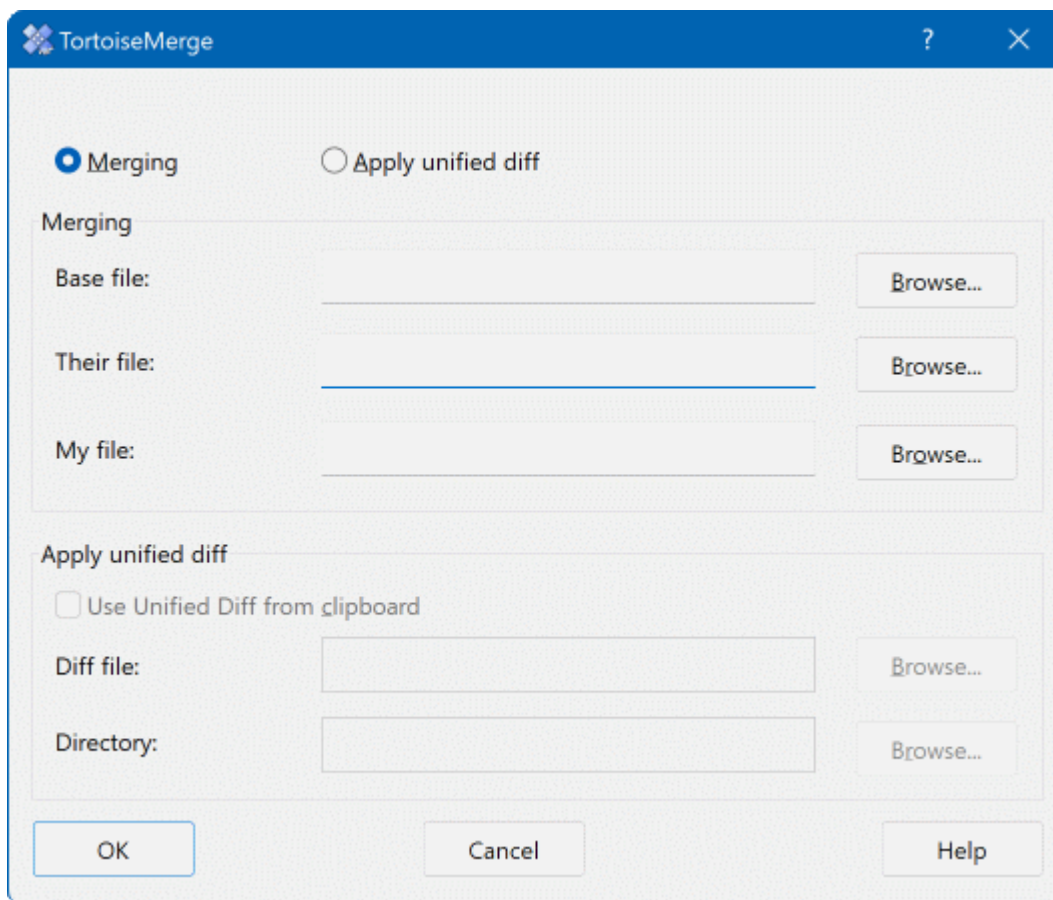 TortoiseMerge ?
Merging Apply unified diff
Merging
Base file: Browse...
Their file: Browse...
My file: Browse...
Apply unified diff
Use Unified Diff from clipboard
Diff file: Browse...
Directory: Browse...
OK Cancel Help